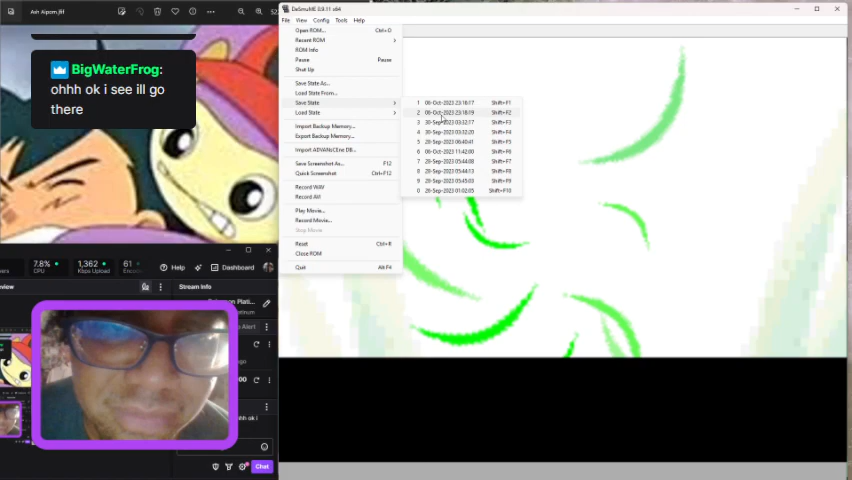 Ash Aipom.jfif
BigWaterFrog:
ohhh ok i see ill go
there
7.8%
CPU
1,362
Kbps Upload
61
Help
Dashboard
Stream Info
Alert
Chat
DeSmuME 0.9.11 x64
File View Config Tools Help
Open ROM... Ctrl+O
Recent ROM
ROM Info
Pause Pause
Shut Up
Save State As...
Load State From...
Save State
Load State
Import Backup Memory...
Export Backup Memory...
Import ADVANsCEne DB...
Save Screenshot As... F12
Quick Screenshot Ctrl+F12
Record WAV
Record AVI
Play Movie...
Record Movie...
Stop Movie
Reset Ctrl+R
Close ROM
Quit Alt F4
1 06-Oct-2023 23:16:17 Shift+F1
2 06-Oct-2023 23:18:19 Shift+F2
3 30-Sep-2023 03:32:17 Shift+F3
4 30-Sep-2023 03:32:20 Shift+F4
5 28-Sep-2023 06:40:41 Shift+F5
6 06-Oct-2023 11:42:00 Shift+F6
7 28-Sep-2023 05:44:13 Shift+F7
8 28-Sep-2023 05:44:08 Shift+F8
9 28-Sep-2023 05:45:03 Shift+F9
0 26-Sep-2023 01:02:05 Shift+F10